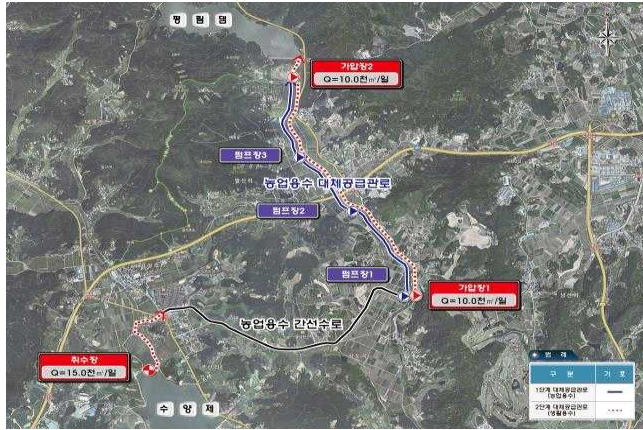 평 림 댐
가압장2
Q=10.0천㎥/일
펌프장3
농업용수 대체공급관로
펌프장2
펌프장1
가압장1
Q=10.0천㎥/일
농업용수 간선수로
취수장
Q=15.0천㎥/일
수 양 제
범 례
구 분 기 호
1단계 대체공급관로
(농업용수)
2단계 대체공급관로
(생활용수)